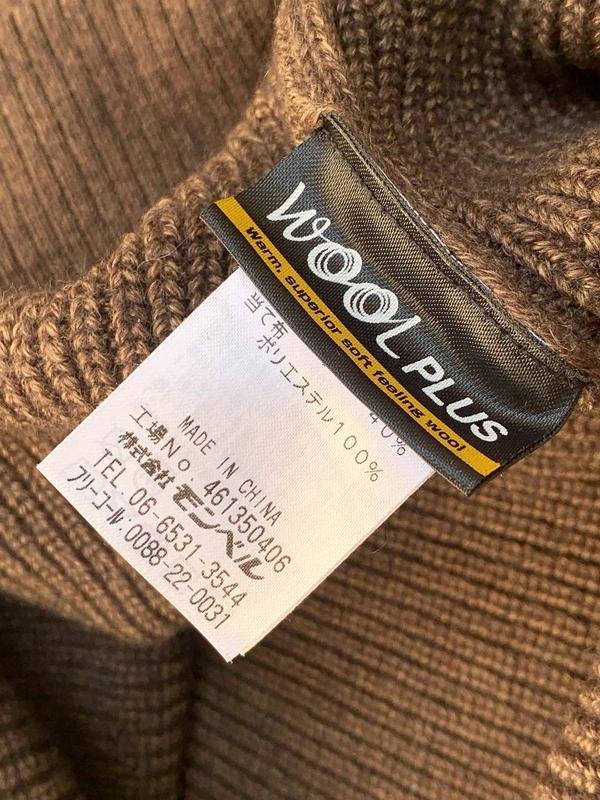 WOOL PLUS
warm, superior soft feeling wool
40%
当て布
ポリエステル100%
MADE IN CHINA
工場No 461350406
株式会社モンベル
TEL 06-6531-3544
フリーコール:0088-22-0031